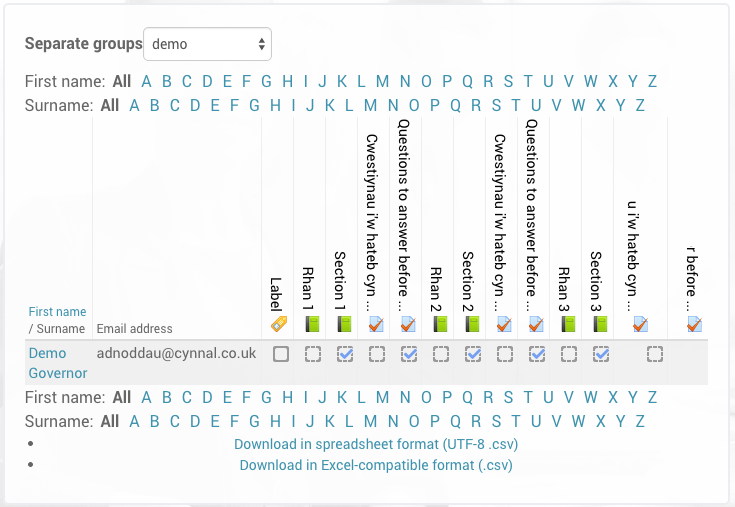 Separate groups demo
First name: All A B C D E F G H I J K L M N O P Q R S T U V W X Y Z
Surname: All A B C D E F G H I J K L M N O P Q R S T U V W X Y Z
First name
/ Surname
Email address
Label
Rhan 1
Section 1
Cwestiynau i'w hateb cyn ...
Questions to answer before ...
Rhan 2
Section 2
Cwestiynau i'w hateb cyn ...
Questions to answer before ...
Rhan 3
Section 3
u i'w hateb cyn ...
r before ...
Demo
Governor
adnoddau@cynnal.co.uk
First name: All A B C D E F G H I J K L M N O P Q R S T U V W X Y Z
Surname: All A B C D E F G H I J K L M N O P Q R S T U V W X Y Z
Download in spreadsheet format (UTF-8 .csv)
Download in Excel-compatible format (.csv)